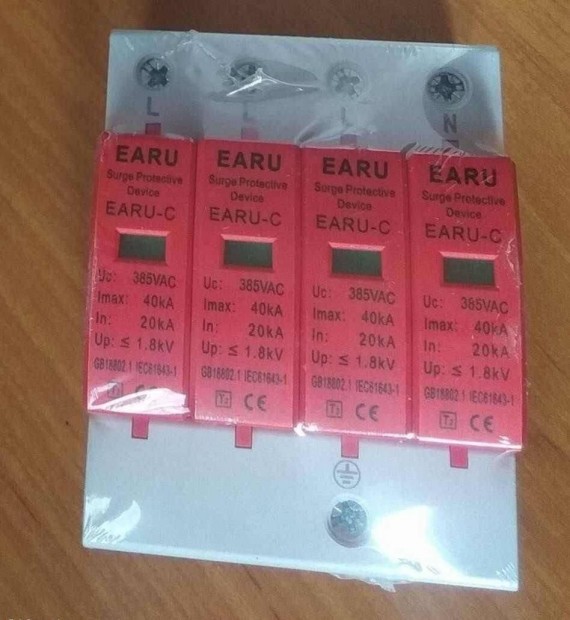 L L L N
EARU
Surge Protective
Device
EARU-C
Uc: 385VAC
Imax: 40kA
In: 20kA
Up: ≤ 1.8kV
GB18802.1 IEC61643-1
T2 CE
EARU
Surge Protective
Device
EARU-C
Uc: 385VAC
Imax: 40kA
In: 20kA
Up: ≤ 1.8kV
GB18802.1 IEC61643-1
T2 CE
EARU
Surge Protective
Device
EARU-C
Uc: 385VAC
Imax: 40kA
In: 20kA
Up: ≤ 1.8kV
GB18802.1 IEC61643-1
T2 CE
EARU
Surge Protective
Device
EARU-C
Uc: 385VAC
Imax: 40kA
In: 20kA
Up: ≤ 1.8kV
GB18802.1 IEC61643-1
T2 CE